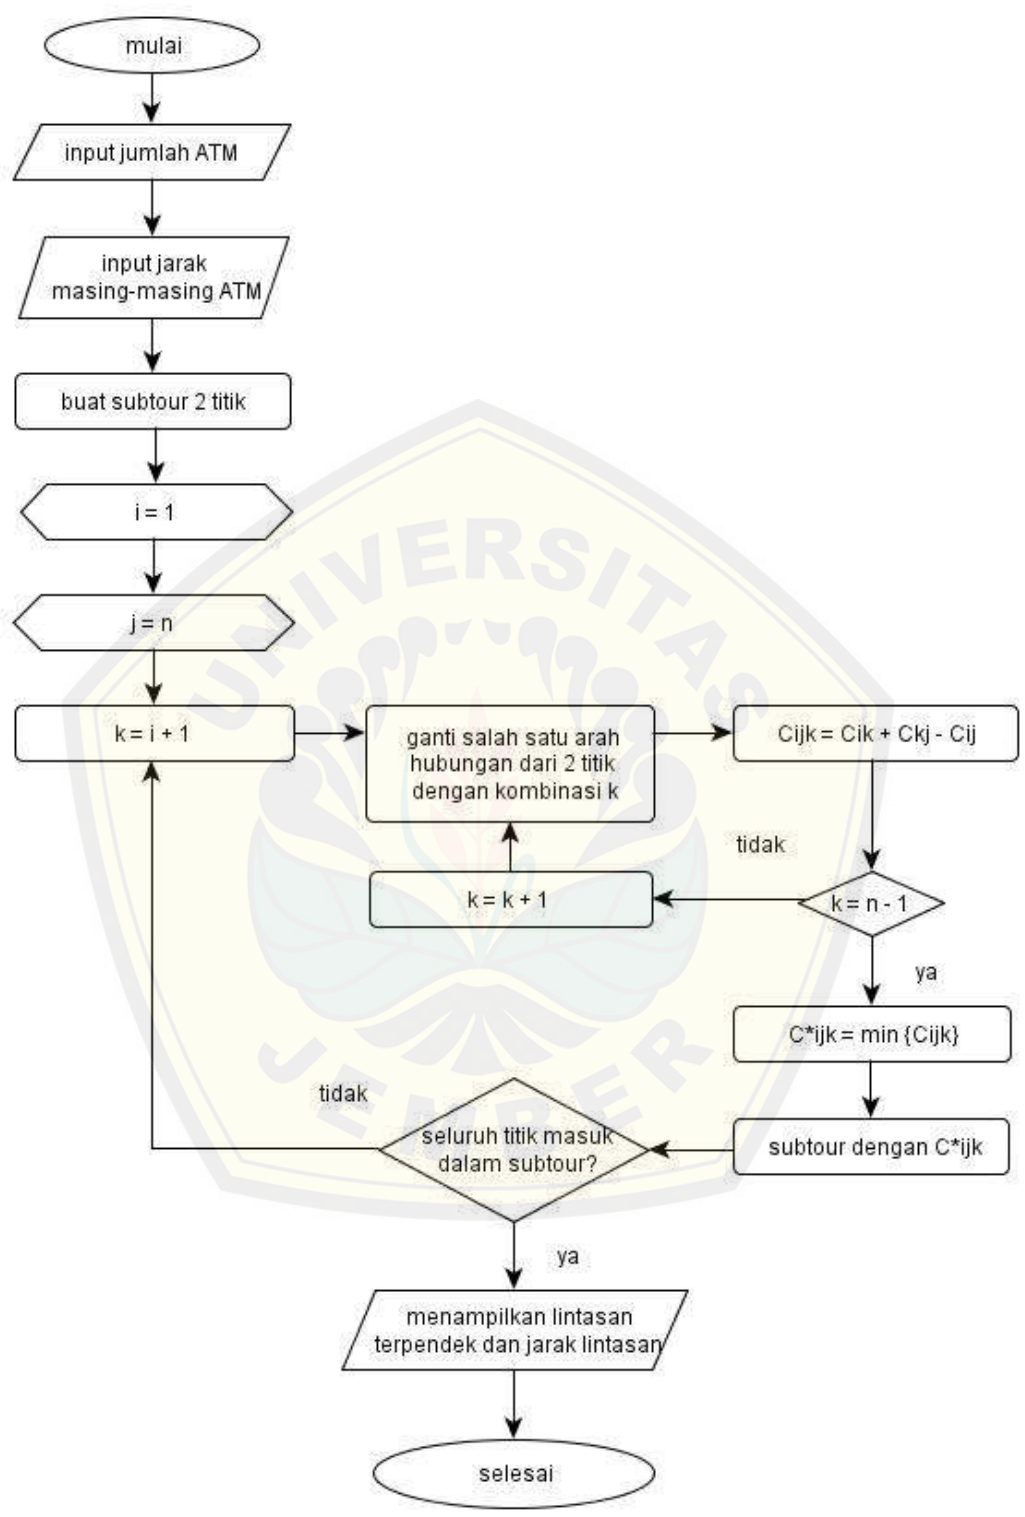 mulai
input jumlah ATM
input jarak
masing-masing ATM
buat subtour 2 titik
i = 1
j = n
k = i + 1
ganti salah satu arah
hubungan dari 2 titik
dengan kombinasi k
Cijk = Cik + Ckj - Cij
tidak
k = k + 1
k = n - 1
ya
C*ijk = min {Cijk}
subtour dengan C*ijk
tidak
seluruh titik masuk
dalam subtour?
ya
menampilkan lintasan
terpendek dan jarak lintasan
selesai
UNIVERSITAS
JEMBER